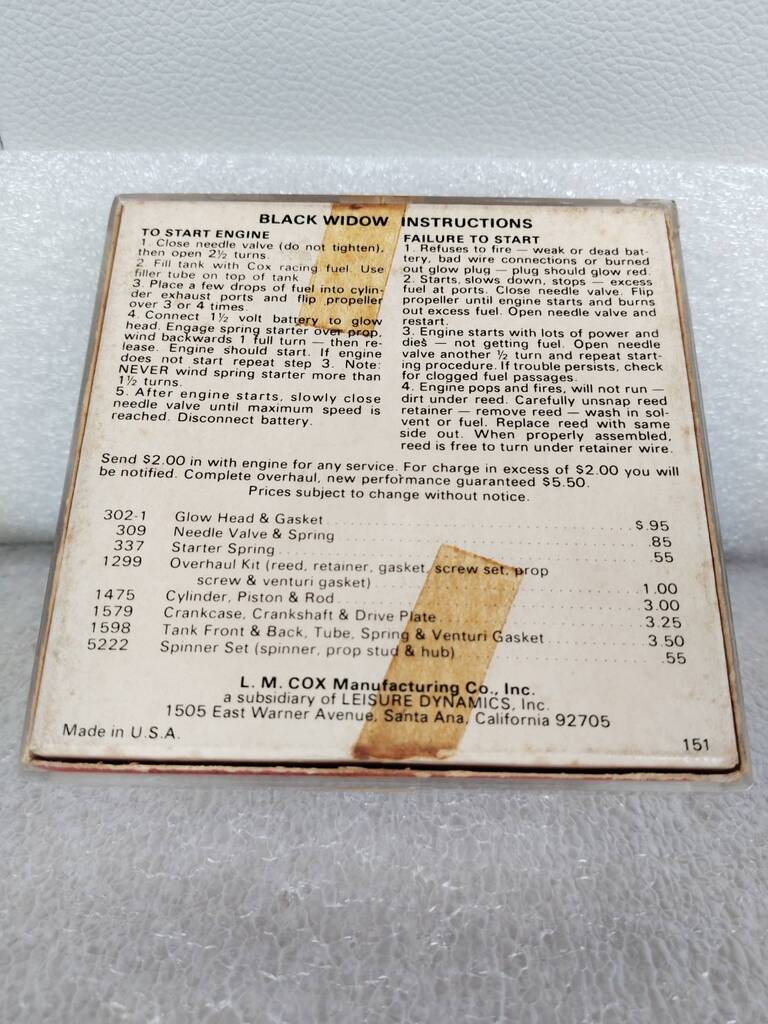 BLACK WIDOW INSTRUCTIONS
TO START ENGINE
1. Close needle valve (do not tighten),
then open 2½ turns.
2. Fill tank with Cox racing fuel. Use
filler tube on top of tank
3. Place a few drops of fuel into cylin-
der exhaust ports and flip propeller
over 3 or 4 times.
4. Connect 1½ volt battery to glow
head. Engage spring starter over prop,
wind backwards 1 full turn — then re-
lease. Engine should start. If engine
does not start repeat step 3. Note:
NEVER wind spring starter more than
1½ turns.
5. After engine starts, slowly close
needle valve until maximum speed is
reached. Disconnect battery.
FAILURE TO START
1. Refuses to fire — weak or dead bat-
tery, bad wire connections or burned
out glow plug — plug should glow red.
2. Starts, slows down, stops — excess
fuel at ports. Close needle valve. Flip
propeller until engine starts and burns
out excess fuel. Open needle valve and
restart.
3. Engine starts with lots of power and
dies — not getting fuel. Open needle
valve another ½ turn and repeat start-
ing procedure. If trouble persists, check
for clogged fuel passages.
4. Engine pops and fires, will not run —
dirt under reed. Carefully unsnap reed
retainer — remove reed — wash in sol-
vent or fuel. Replace reed with same
side out. When properly assembled,
reed is free to turn under retainer wire.
Send $2.00 in with engine for any service. For charge in excess of $2.00 you will
be notified. Complete overhaul, new performance guaranteed $5.50.
Prices subject to change without notice.
302-1 Glow Head & Gasket $.95
309 Needle Valve & Spring .85
337 Starter Spring .55
1299 Overhaul Kit (reed, retainer, gasket, screw set, prop
screw & venturi gasket) 1.00
1475 Cylinder, Piston & Rod 3.00
1579 Crankcase, Crankshaft & Drive Plate 3.25
1598 Tank Front & Back, Tube, Spring & Venturi Gasket 3.50
5222 Spinner Set (spinner, prop stud & hub) .55
L. M. COX Manufacturing Co., Inc.
a subsidiary of LEISURE DYNAMICS, Inc.
1505 East Warner Avenue, Santa Ana, California 92705
Made in U.S.A. 151